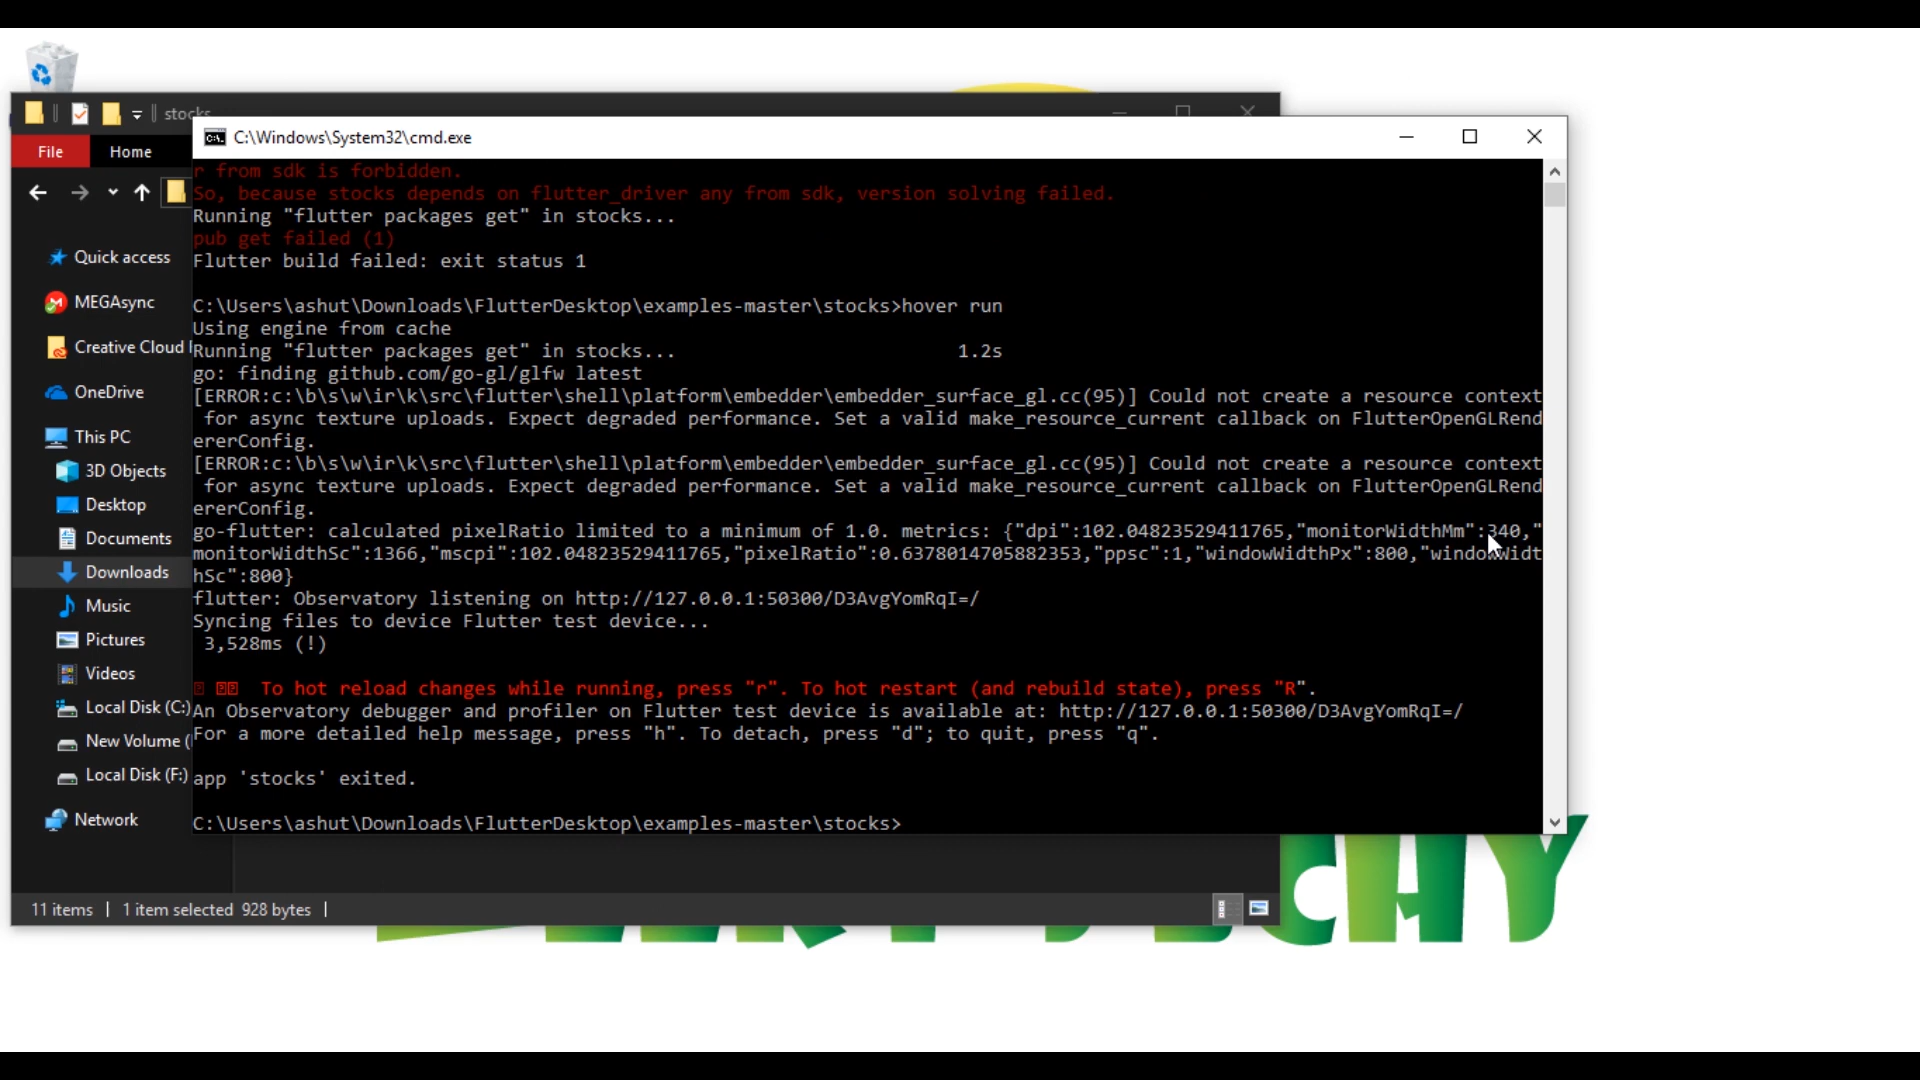 stocks
C:\Windows\System32\cmd.exe
File
Home
Quick access
MEGAsync
Creative Cloud
OneDrive
This PC
3D Objects
Desktop
Documents
Downloads
Music
Pictures
Videos
Local Disk (C:)
New Volume (
Local Disk (F:)
Network
r from sdk is forbidden.
So, because stocks depends on flutter_driver any from sdk, version solving failed.
Running "flutter packages get" in stocks...
pub get failed (1)
Flutter build failed: exit status 1
C:\Users\ashut\Downloads\FlutterDesktop\examples-master\stocks>hover run
Using engine from cache
Running "flutter packages get" in stocks... 1.2s
go: finding github.com/go-gl/glfw latest
[ERROR:c:\b\s\w\ir\k\src\flutter\shell\platform\embedder\embedder_surface_gl.cc(95)] Could not create a resource context
for async texture uploads. Expect degraded performance. Set a valid make_resource_current callback on FlutterOpenGLRend
ererConfig.
[ERROR:c:\b\s\w\ir\k\src\flutter\shell\platform\embedder\embedder_surface_gl.cc(95)] Could not create a resource context
for async texture uploads. Expect degraded performance. Set a valid make_resource_current callback on FlutterOpenGLRend
ererConfig.
go-flutter: calculated pixelRatio limited to a minimum of 1.0. metrics: {"dpi":102.04823529411765,"monitorWidthMm":340,"
monitorWidthSc":1366,"mscpi":102.04823529411765,"pixelRatio":0.6378014705882353,"ppsc":1,"windowWidthPx":800,"windowWidt
hSc":800}
flutter: Observatory listening on http://127.0.0.1:50300/D3AvgYomRqI=/
Syncing files to device Flutter test device...
3,528ms (!)
To hot reload changes while running, press "r". To hot restart (and rebuild state), press "R".
An Observatory debugger and profiler on Flutter test device is available at: http://127.0.0.1:50300/D3AvgYomRqI=/
For a more detailed help message, press "h". To detach, press "d"; to quit, press "q".
app 'stocks' exited.
C:\Users\ashut\Downloads\FlutterDesktop\examples-master\stocks>
11 items | 1 item selected 928 bytes |